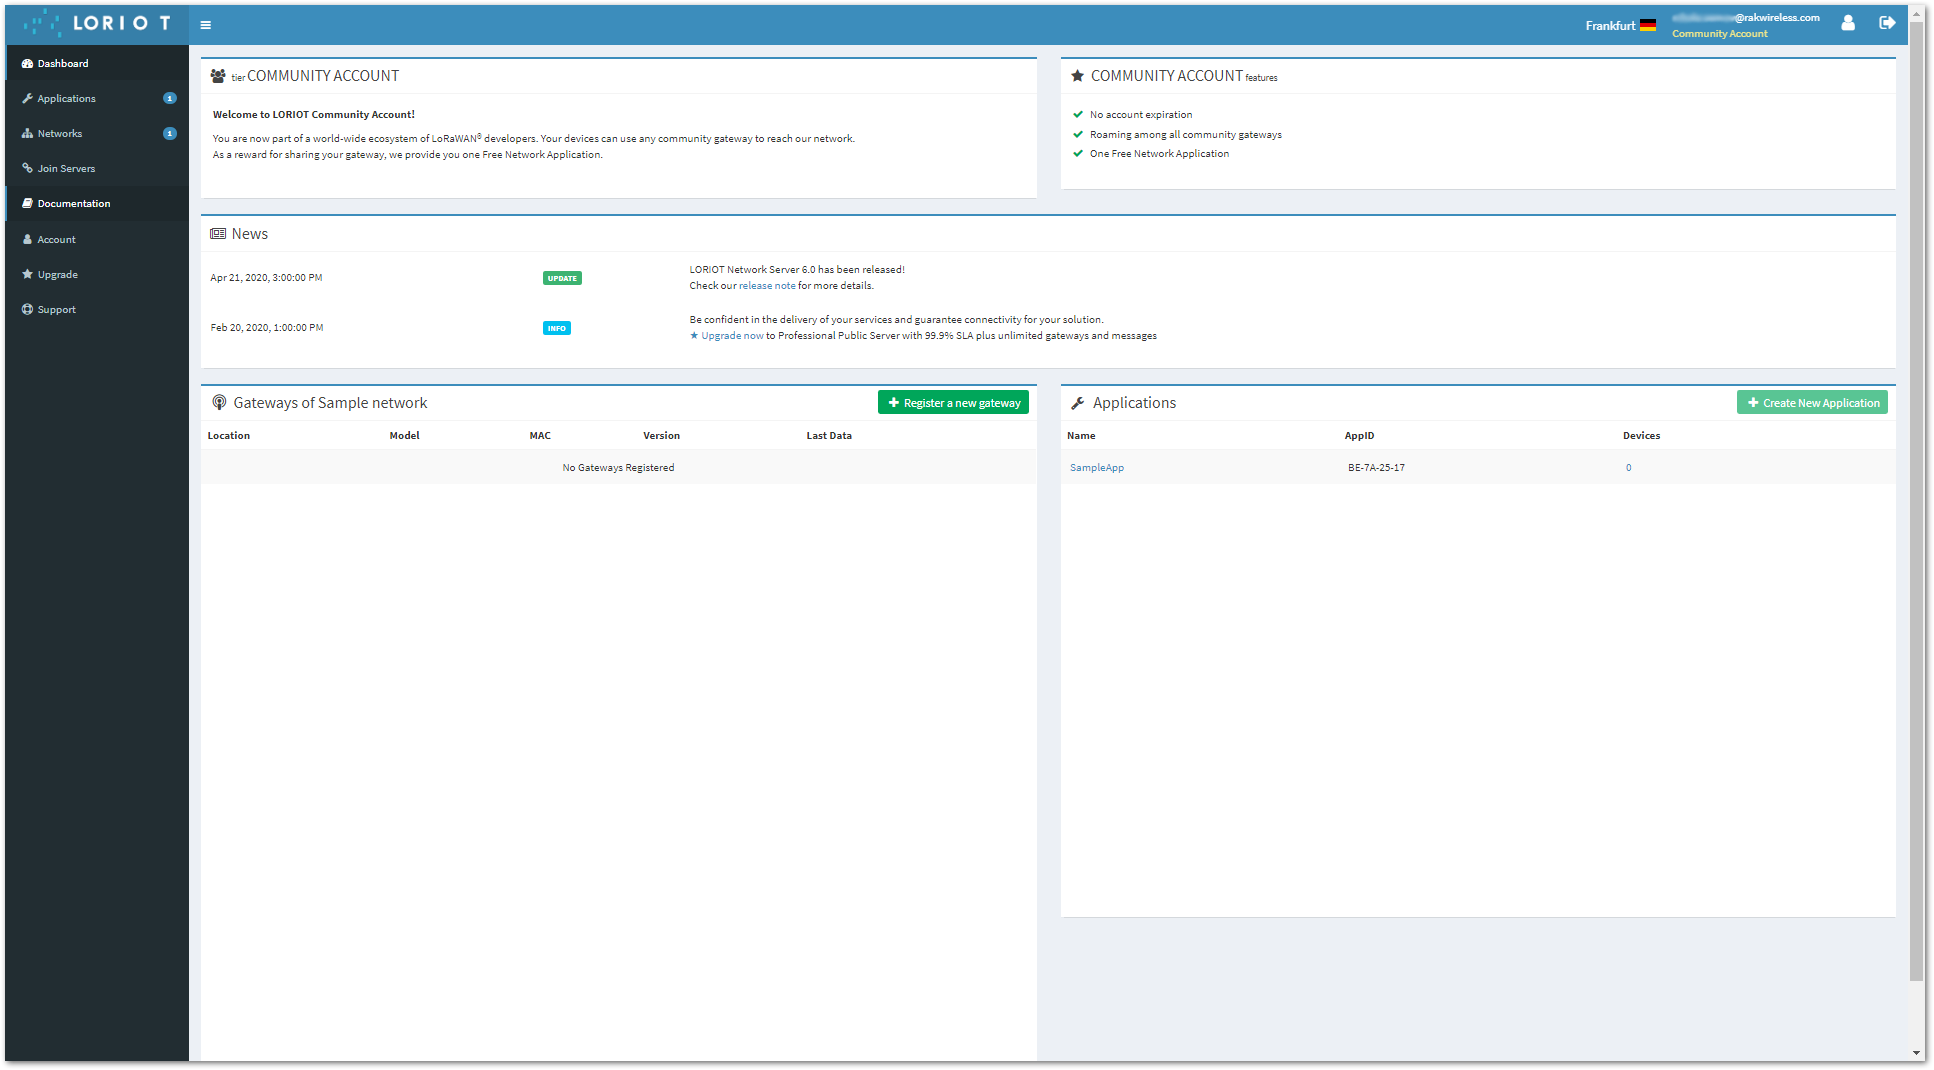 LORIOT
Frankfurt
@rakwireless.com
Community Account
Dashboard
Applications 1
Networks 1
Join Servers
Documentation
Account
Upgrade
Support
tier COMMUNITY ACCOUNT
Welcome to LORIOT Community Account!
You are now part of a world-wide ecosystem of LoRaWAN® developers. Your devices can use any community gateway to reach our network.
As a reward for sharing your gateway, we provide you one Free Network Application.
COMMUNITY ACCOUNT features
No account expiration
Roaming among all community gateways
One Free Network Application
News
Apr 21, 2020, 3:00:00 PM
UPDATE
LORIOT Network Server 6.0 has been released!
Check our release note for more details.
Feb 20, 2020, 1:00:00 PM
INFO
Be confident in the delivery of your services and guarantee connectivity for your solution.
★ Upgrade now to Professional Public Server with 99.9% SLA plus unlimited gateways and messages
Gateways of Sample network
+ Register a new gateway
Location Model MAC Version Last Data
No Gateways Registered
Applications
+ Create New Application
Name AppID Devices
SampleApp BE-7A-25-17 0